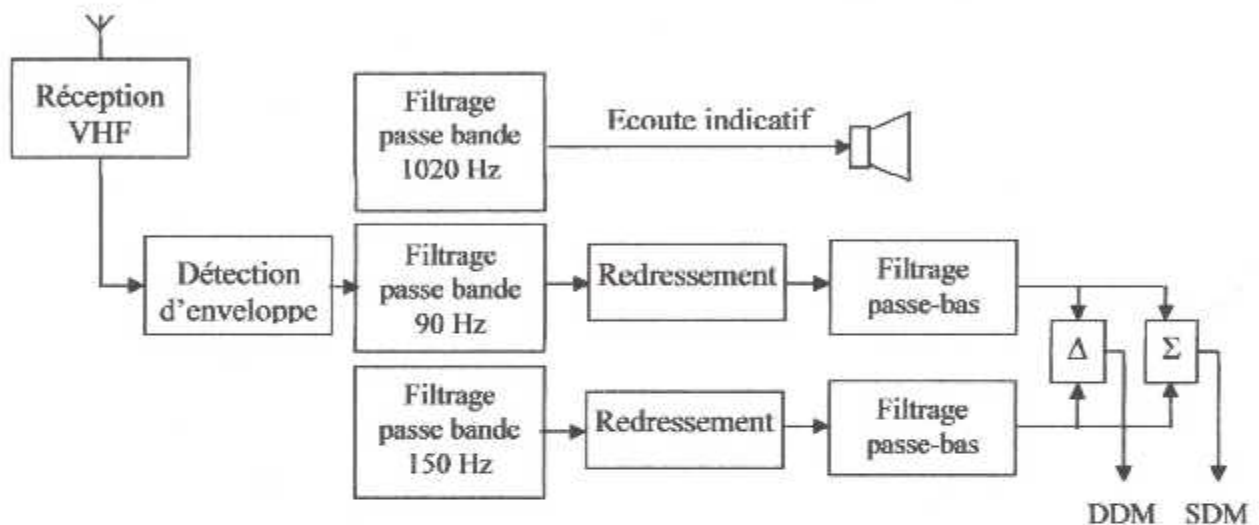 Réception
VHF
Filtrage
passe bande
1020 Hz
Ecoute indicatif
Détection
d'enveloppe
Filtrage
passe bande
90 Hz
Redressement
Filtrage
passe-bas
Δ
Σ
Filtrage
passe bande
150 Hz
Redressement
Filtrage
passe-bas
DDM
SDM